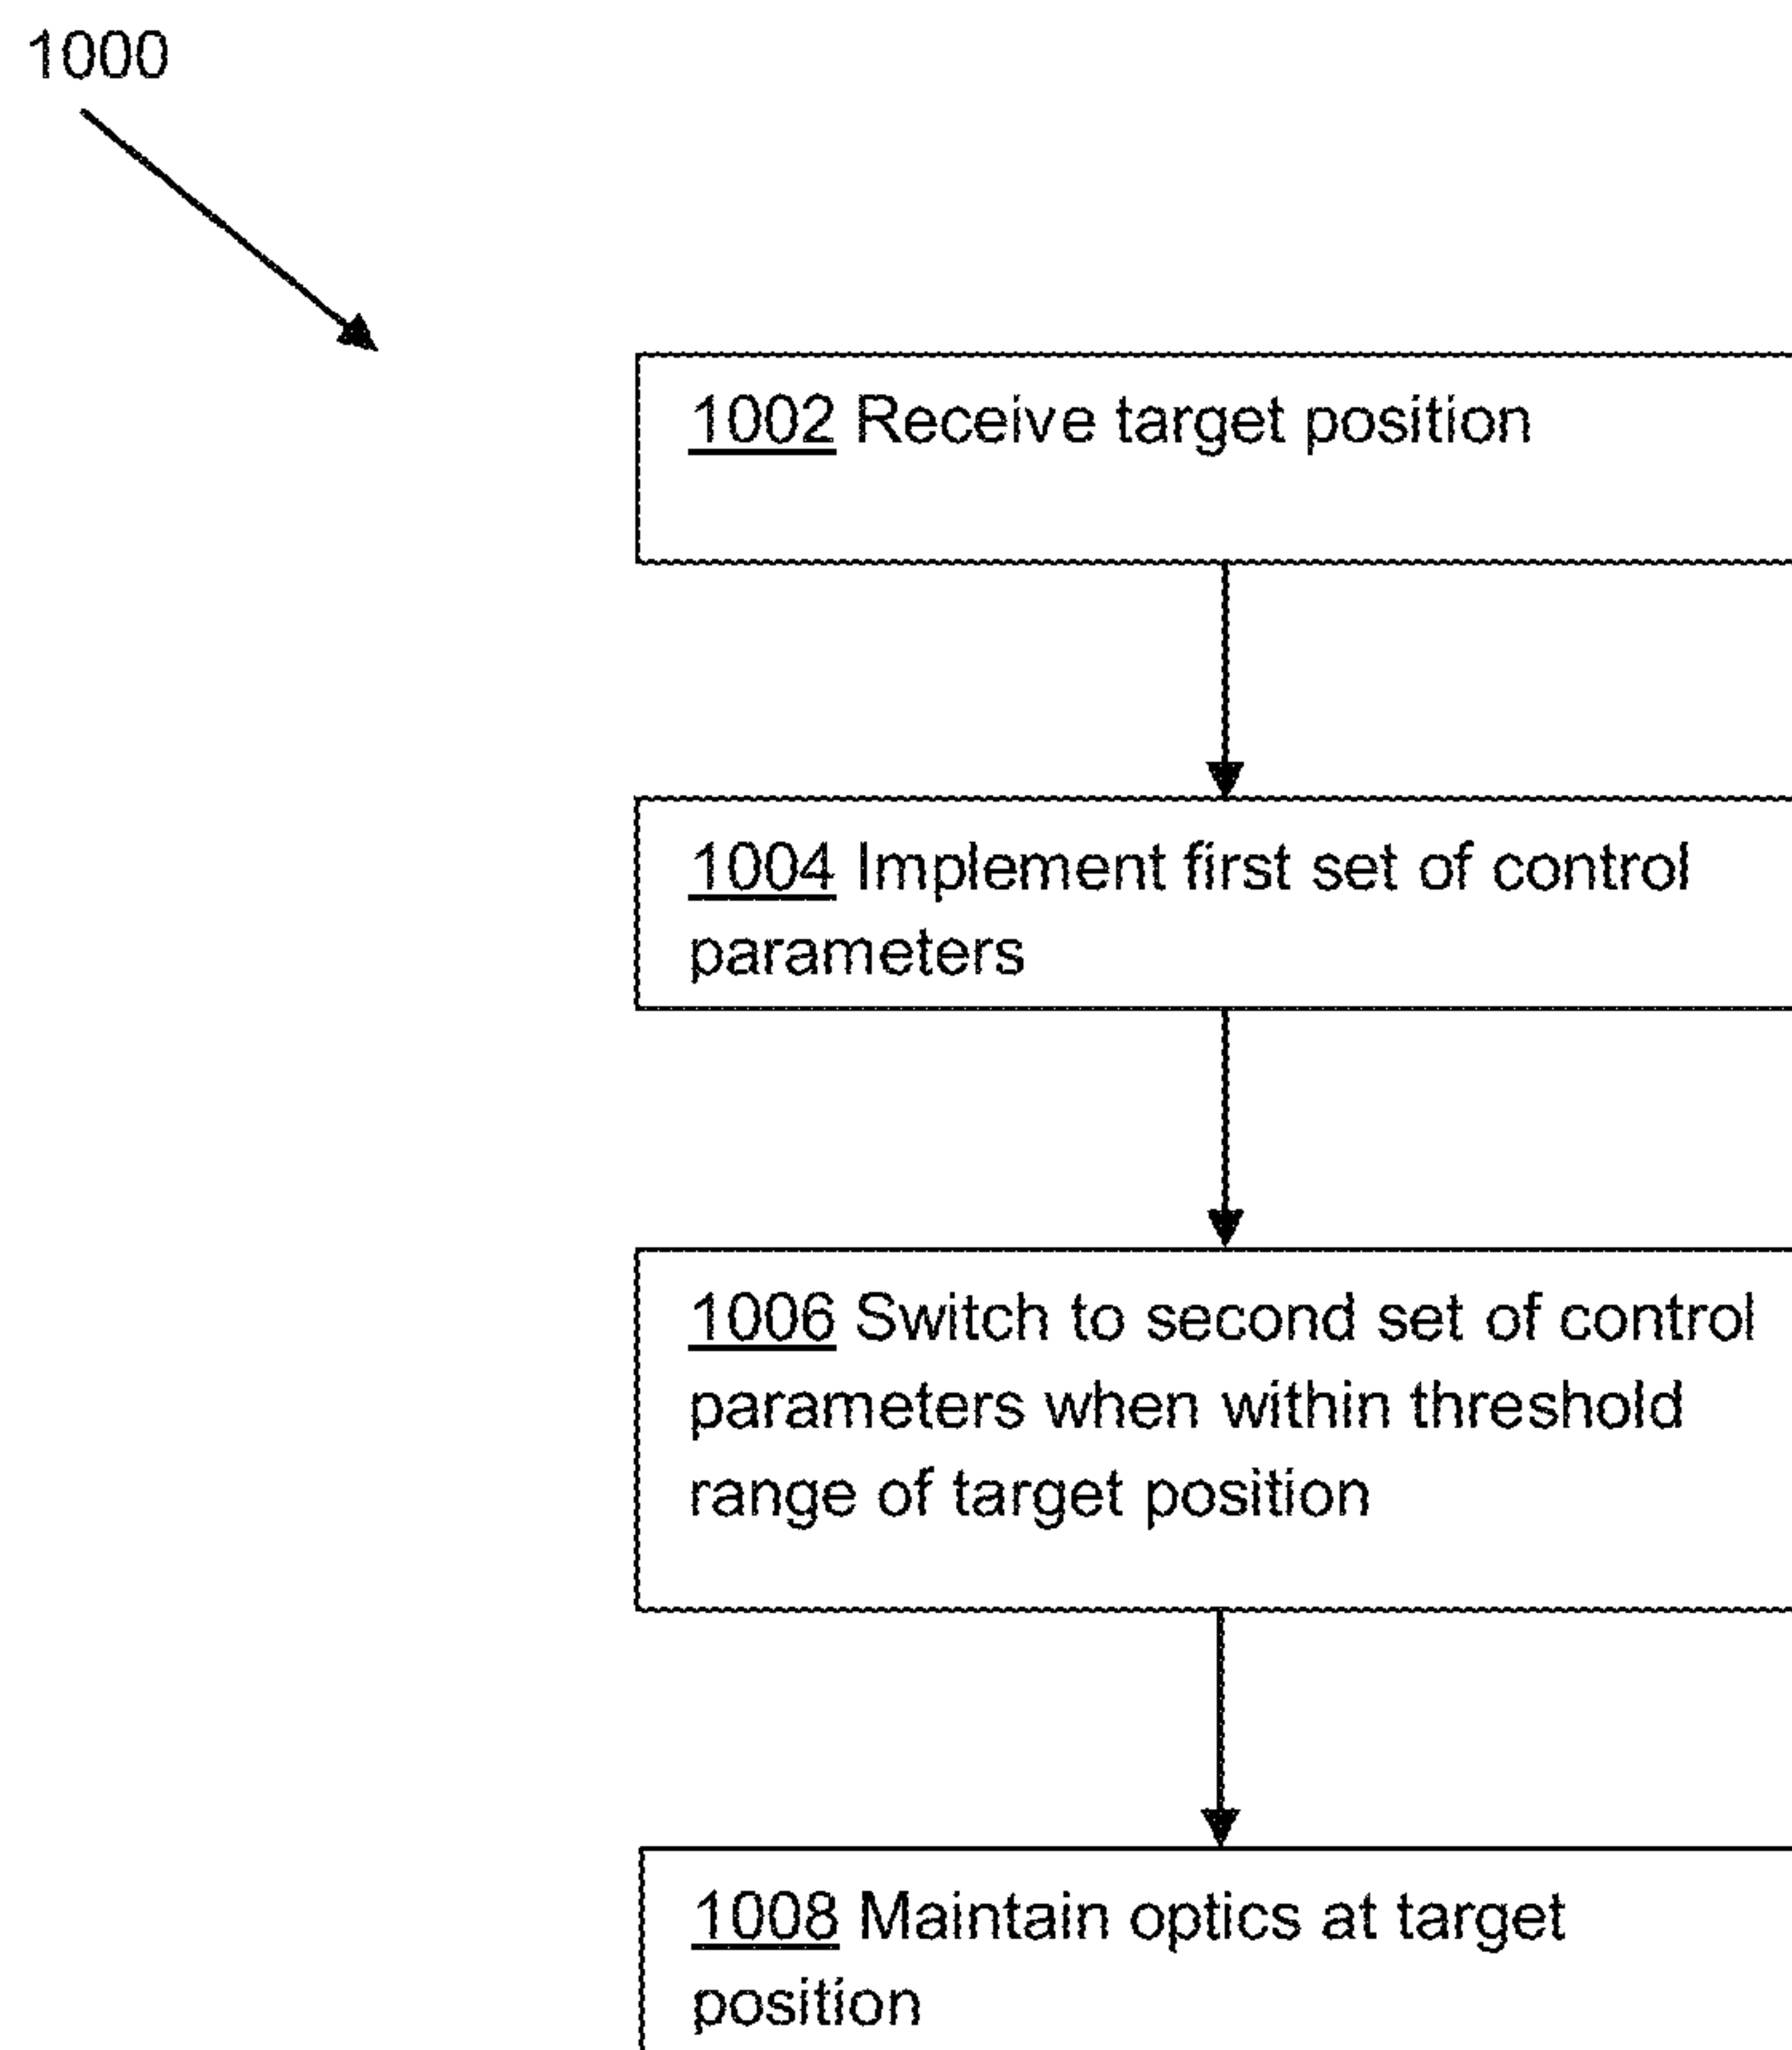 1000
1002 Receive target position
1004 Implement first set of control
parameters
1006 Switch to second set of control
parameters when within threshold
range of target position
1008 Maintain optics at target
position